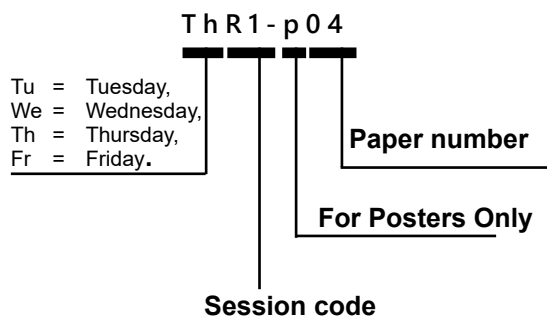 ThR1-p04
Tu = Tuesday,
We = Wednesday,
Th = Thursday,
Fr = Friday.
Paper number
For Posters Only
Session code